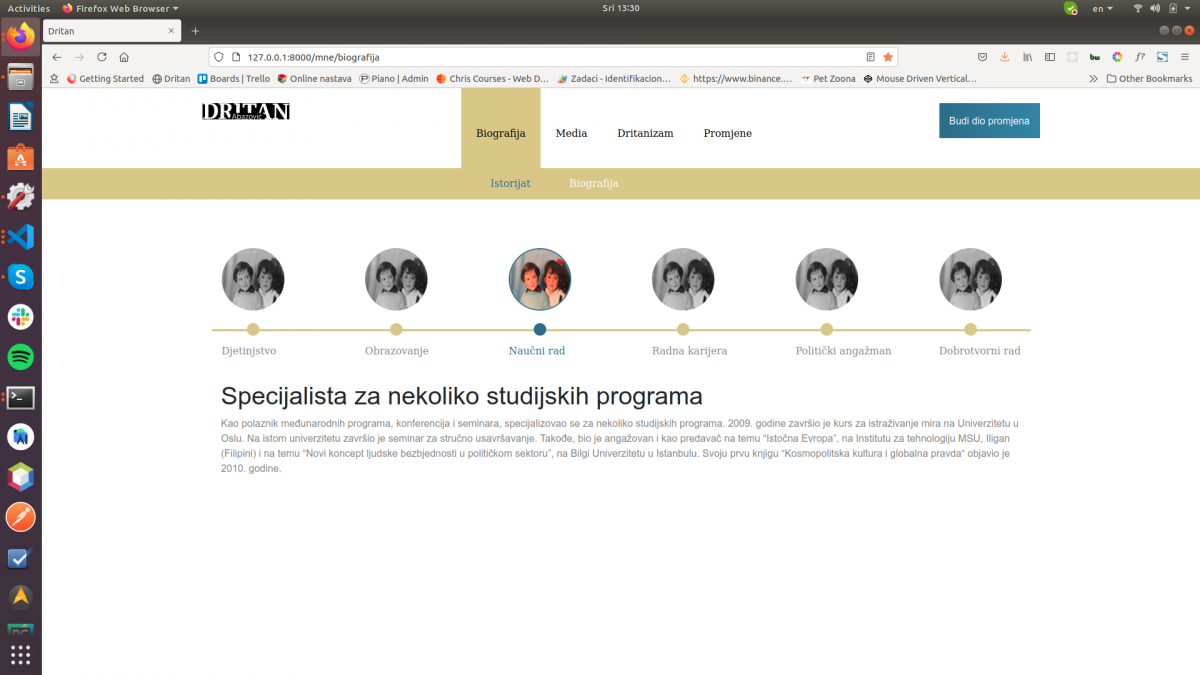 Activities Firefox Web Browser Sri 13:30 en
Dritan
127.0.0.1:8000/mne/biografija
Getting Started Dritan Boards | Trello Online nastava Piano | Admin Chris Courses - Web D… Zadaci - Identifikacion… https://www.binance.… Pet Zoona Mouse Driven Vertical… Other Bookmarks
DRITAN
Abazović
Biografija Media Dritanizam Promjene
Budi dio promjena
Istorijat Biografija
Djetinjstvo Obrazovanje Naučni rad Radna karijera Politički angažman Dobrotvorni rad
Specijalista za nekoliko studijskih programa
Kao polaznik međunarodnih programa, konferencija i seminara, specijalizovao se za nekoliko studijskih programa. 2009. godine završio je kurs za istraživanje mira na Univerzitetu u
Oslu. Na istom univerzitetu završio je seminar za stručno usavršavanje. Takođe, bio je angažovan i kao predavač na temu “Istočna Evropa”, na Institutu za tehnologiju MSU, Iligan
(Filipini) i na temu “Novi koncept ljudske bezbjednosti u političkom sektoru”, na Bilgi Univerzitetu u Istanbulu. Svoju prvu knjigu “Kosmopolitska kultura i globalna pravda“ objavio je
2010. godine.